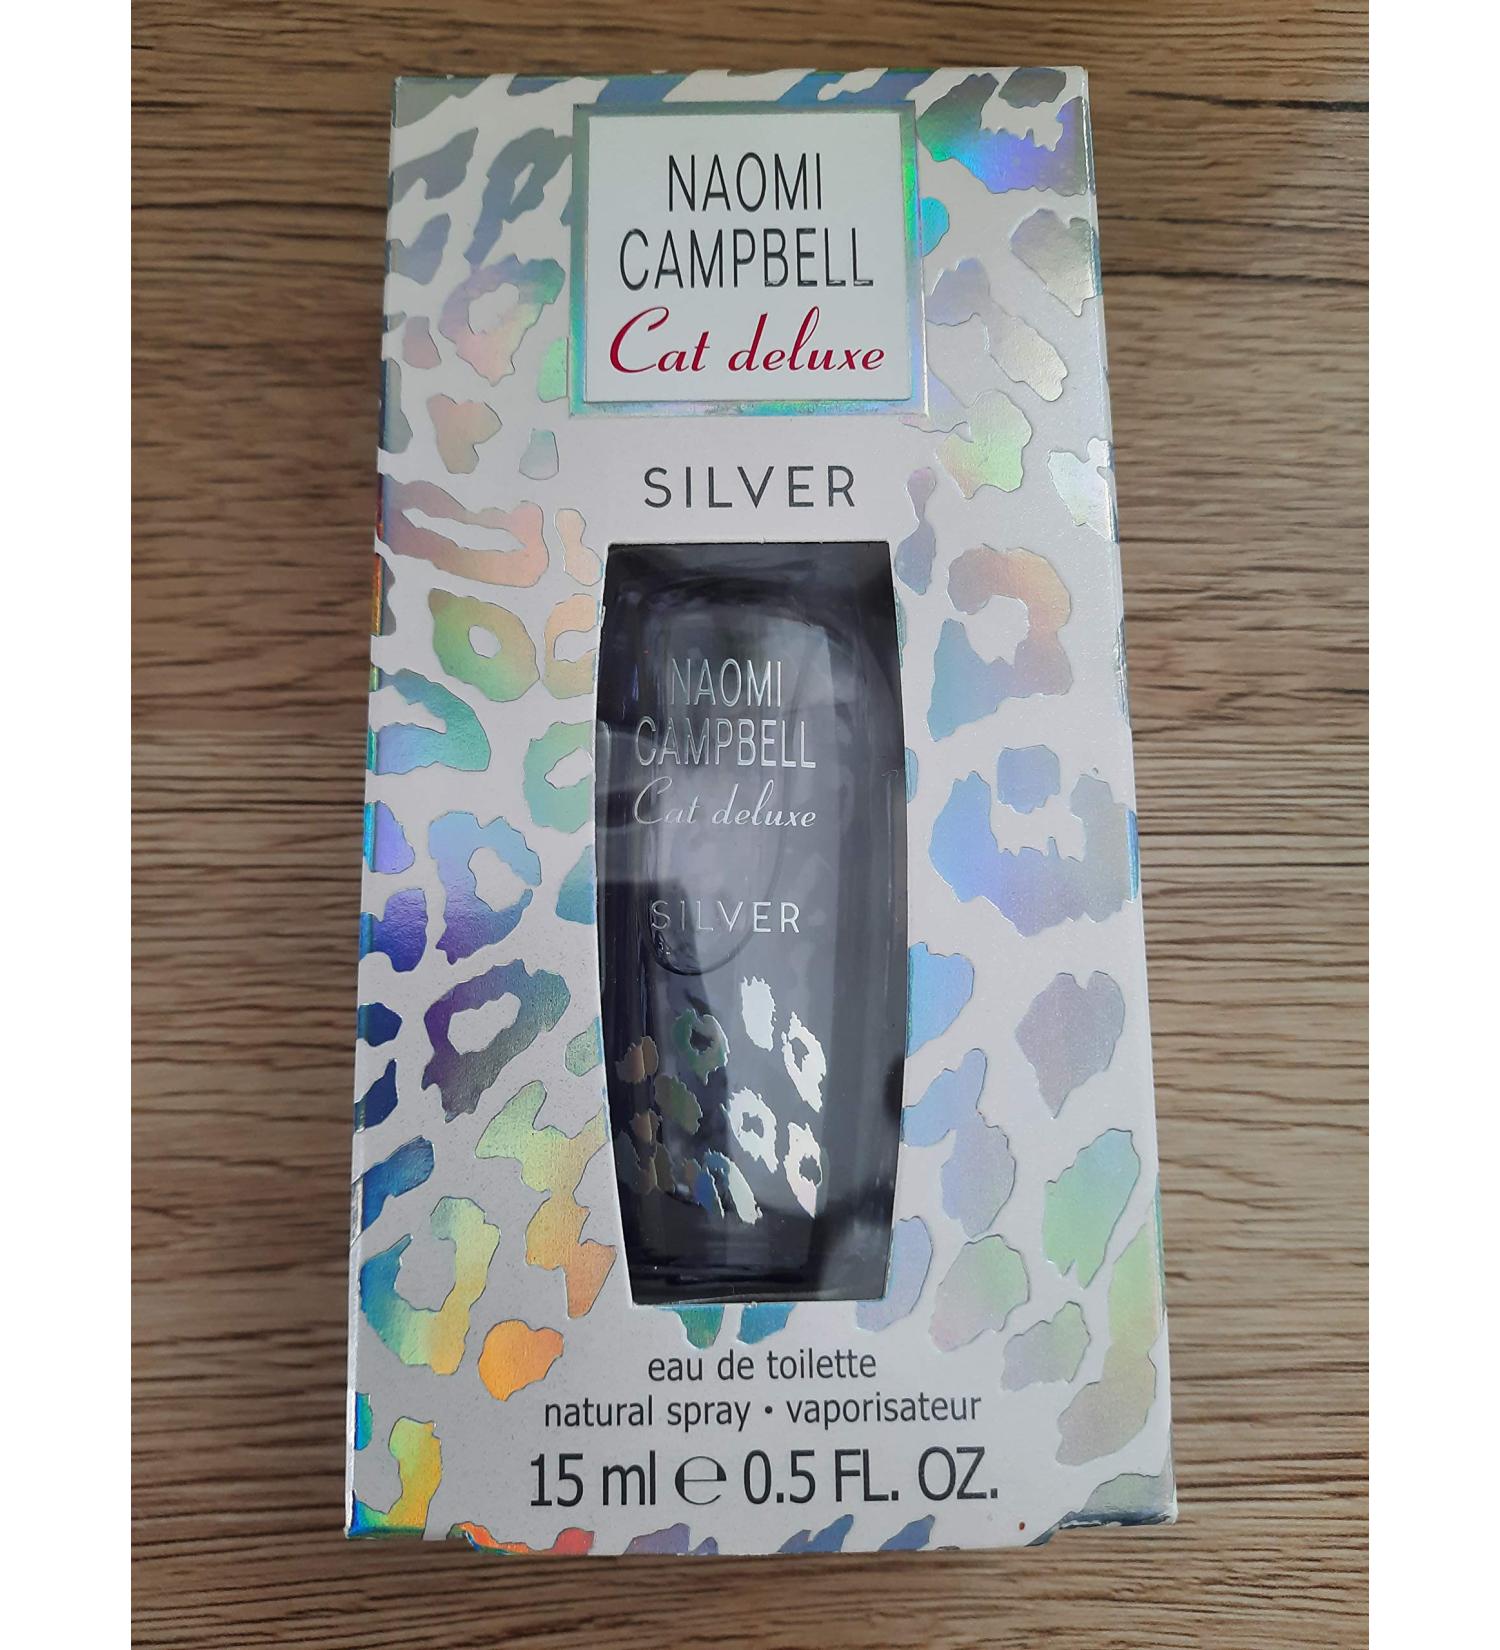 NAOMI
CAMPBELL
Cat deluxe
SILVER
NAOMI
CAMPBELL
Cat deluxe
SILVER
eau de toilette
natural spray • vaporisateur
15 ml ℮ 0.5 FL. OZ.